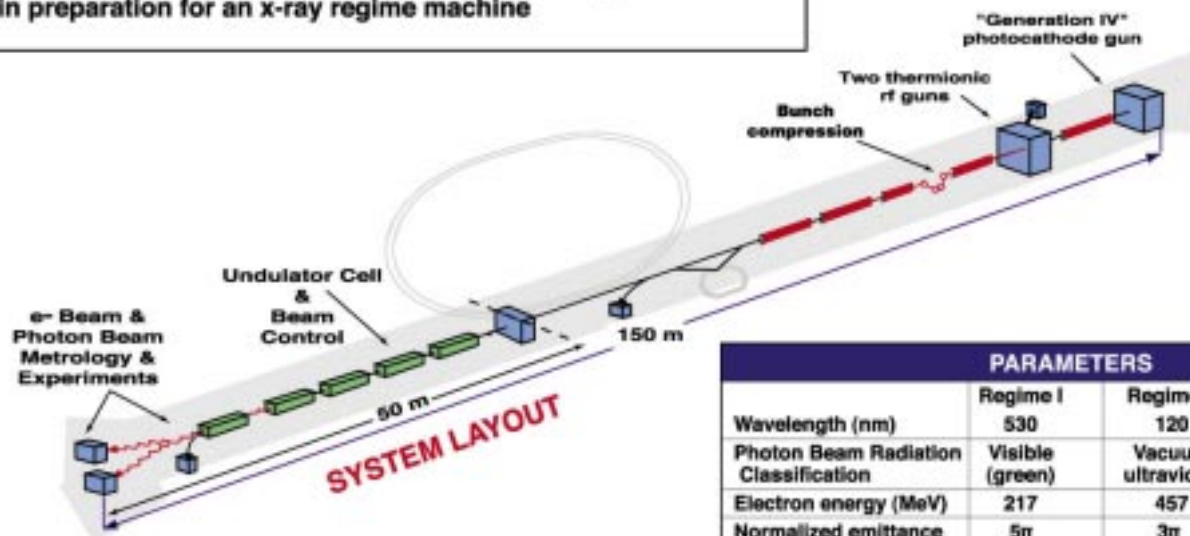 in preparation for an x-ray regime machine
"Generation IV"
photocathode gun
Two thermionic
rf guns
Bunch
compression
Undulator Cell
&
Beam
Control
e- Beam &
Photon Beam
Metrology &
Experiments
150 m
50 m
SYSTEM LAYOUT
PARAMETERS
Regime I
Wavelength (nm) 530 120
Photon Beam Radiation Visible
Classification (green)
Electron energy (MeV) 217 457
Normalized emittance 5π 3π